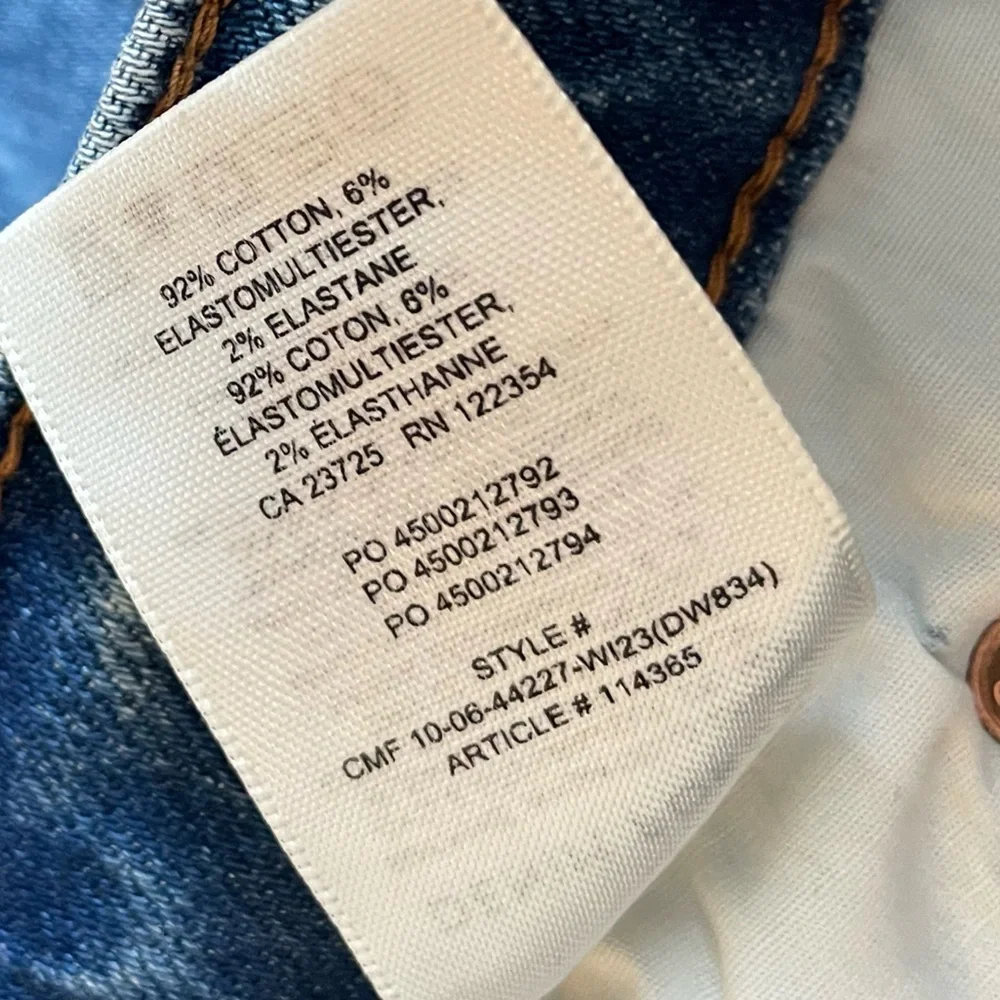 92% COTTON, 6%
ELASTOMULTIESTER,
2% ELASTANE
92% COTON, 6%
ÉLASTOMULTIESTER,
2% ÉLASTHANNE
CA 23725 RN 122354
PO 4500212792
PO 4500212793
PO 4500212794
STYLE #
CMF 10-06-44227-WI23(DW834)
ARTICLE # 114365